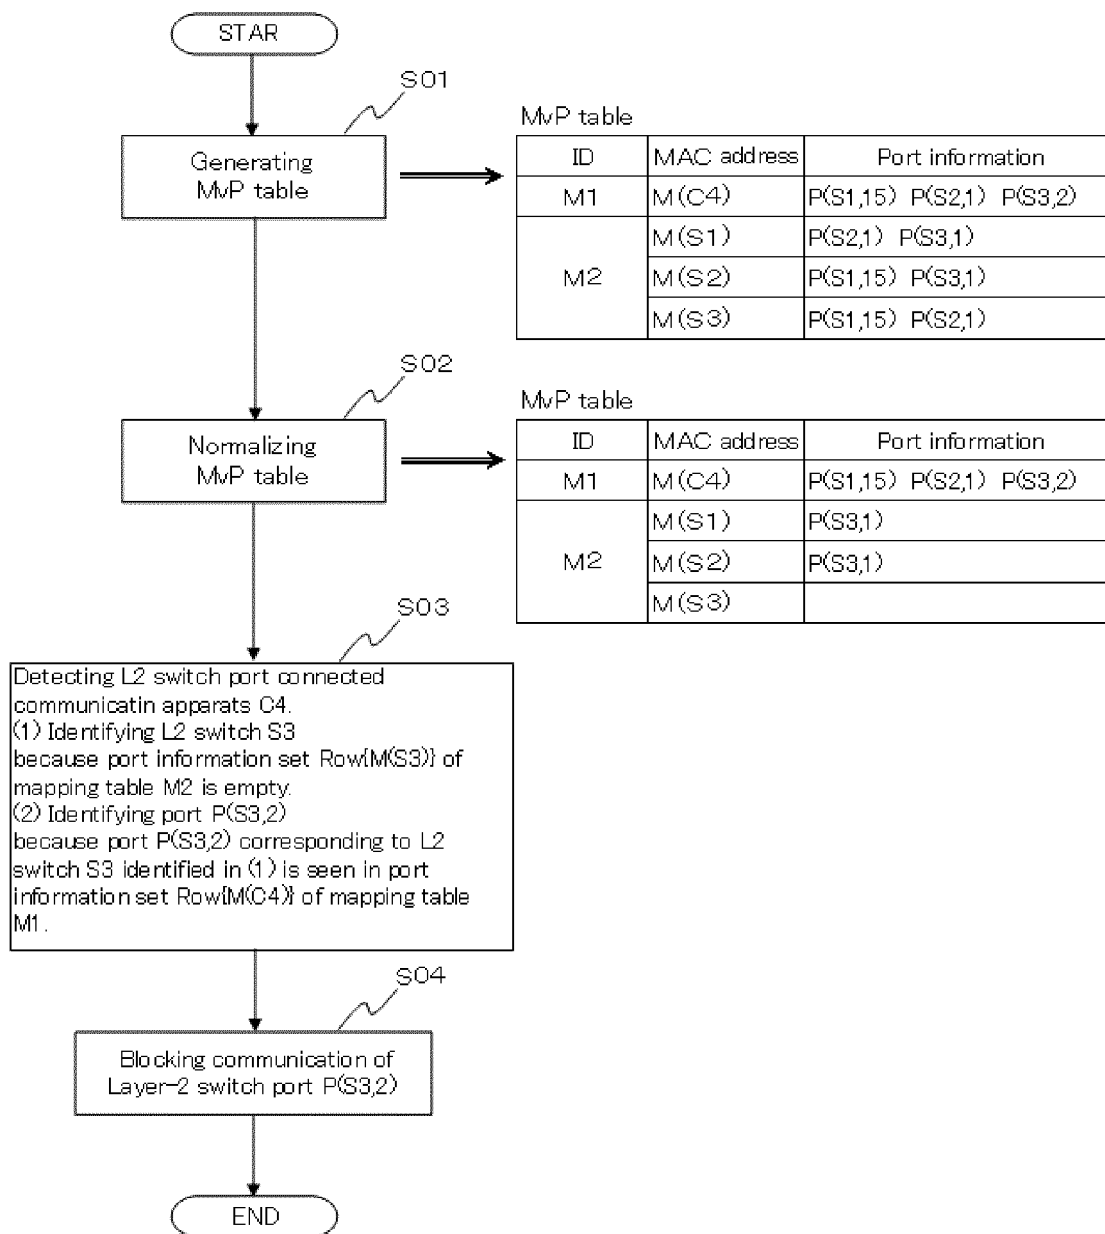 STAR
S01
Generating
MvP table
MvP table
ID MAC address Port information
M1 M(C4) P(S1,15) P(S2,1) P(S3,2)
M2
M(S1) P(S2,1) P(S3,1)
M(S2) P(S1,15) P(S3,1)
M(S3) P(S1,15) P(S2,1)
S02
Normalizing
MvP table
MvP table
ID MAC address Port information
M1 M(C4) P(S1,15) P(S2,1) P(S3,2)
M2
M(S1) P(S3,1)
M(S2) P(S3,1)
M(S3)
S03
Detecting L2 switch port connected
communicatin apparats C4.
(1) Identifying L2 switch S3
because port information set Row{M(S3)} of
mapping table M2 is empty.
(2) Identifying port P(S3,2)
because port P(S3,2) corresponding to L2
switch S3 identified in (1) is seen in port
information set Row{M(C4)} of mapping table
M1.
S04
Blocking communication of
Layer-2 switch port P(S3,2)
END